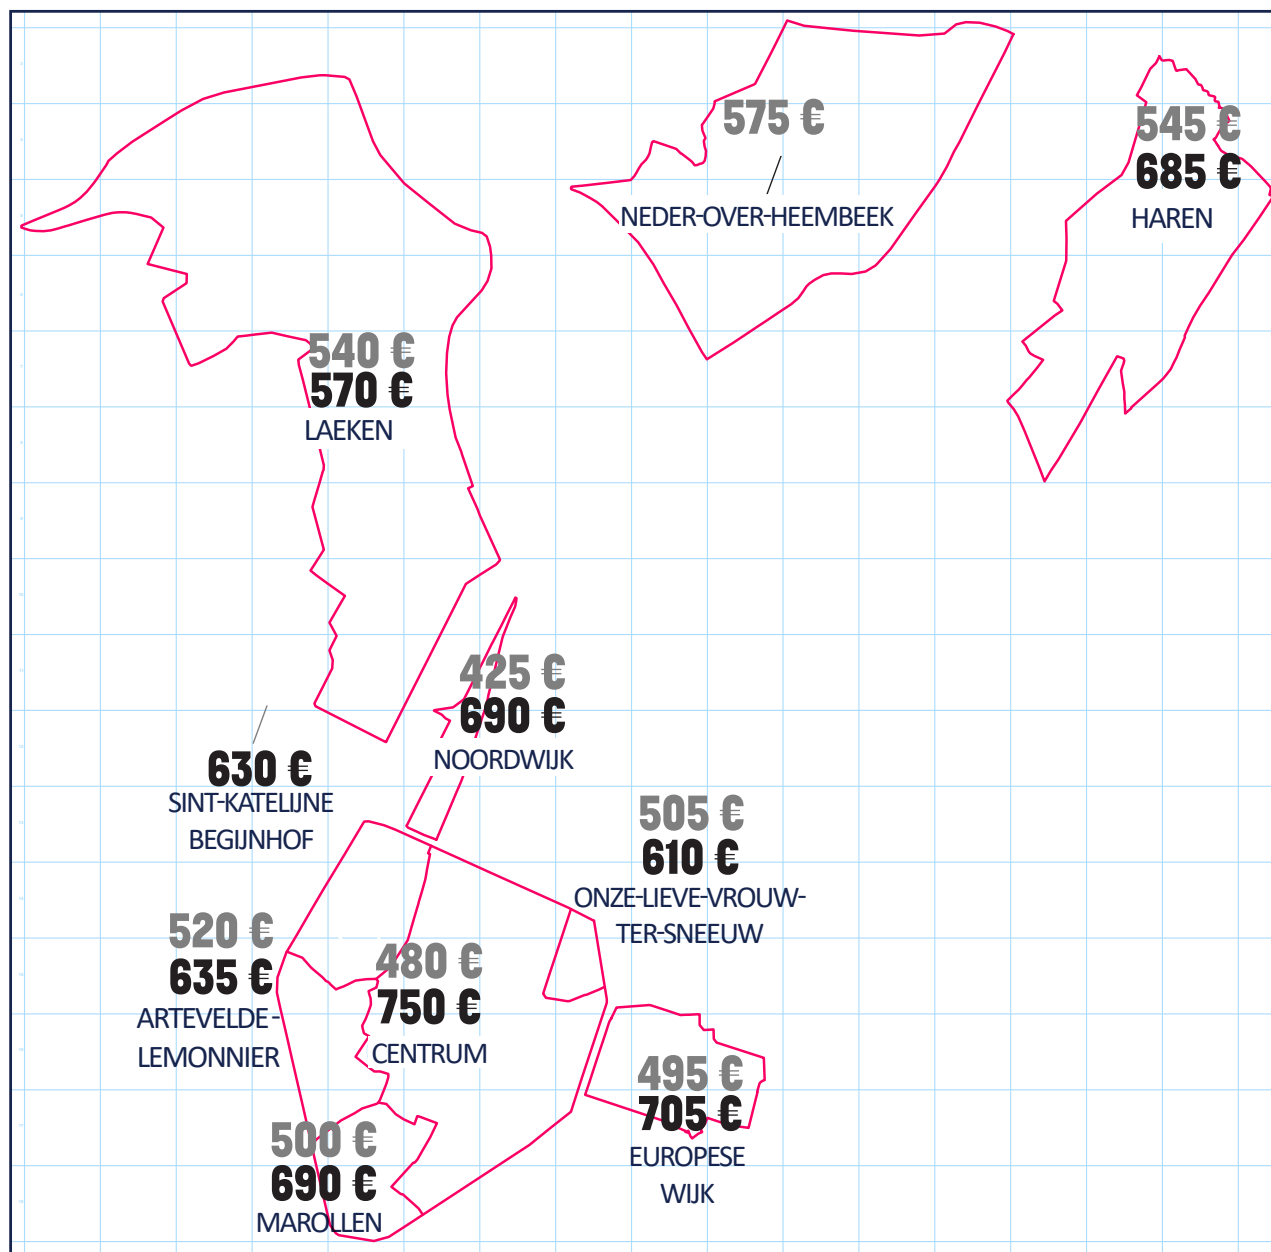 575 €
NEDER-OVER-HEEMBEEK
545 €
685 €
HAREN
540 €
570 €
LAEKEN
425 €
690 €
NOORDWIJK
630 €
SINT-KATELIJNE
BEGIJNHOF
505 €
610 €
ONZE-LIEVE-VROUW-
TER-SNEEUW
520 €
635 €
ARTEVELDE-
LEMONNIER
480 €
750 €
CENTRUM
495 €
705 €
EUROPESE
WIJK
500 €
690 €
MAROLLEN